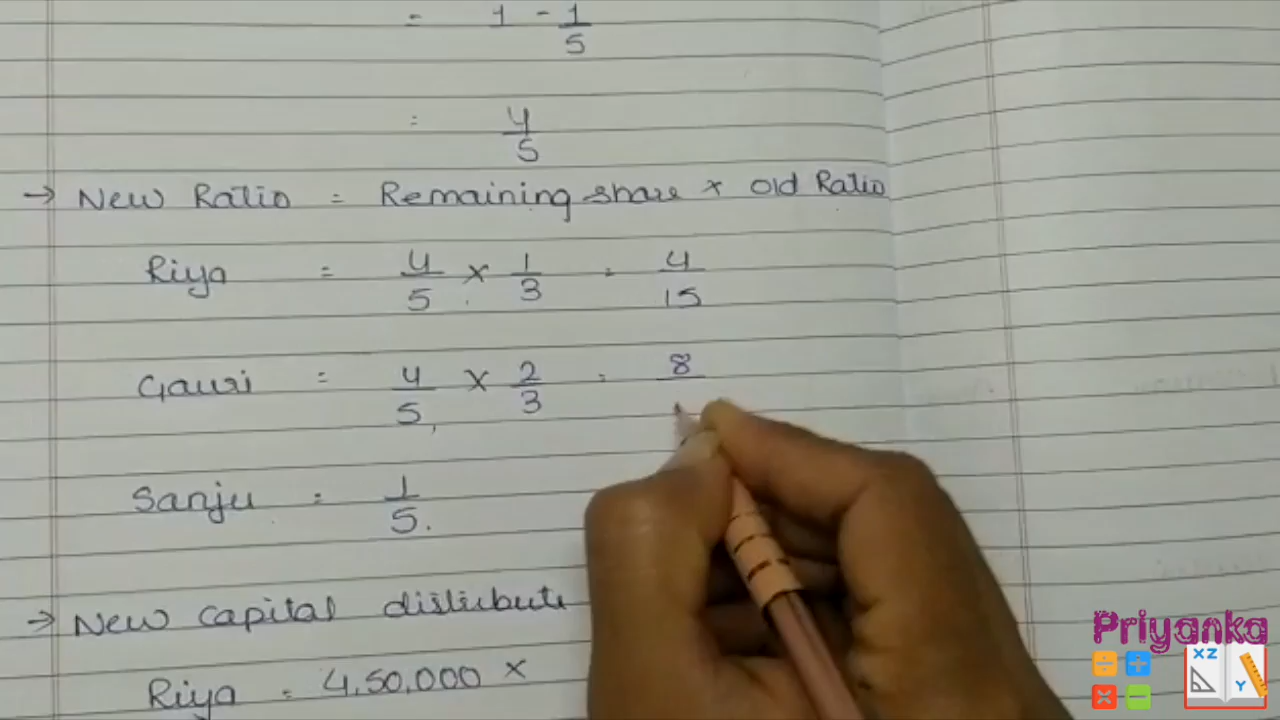 = 1 - 1/5
= 4/5
→ New Ratio = Remaining share × Old Ratio
Riya = 4/5 × 1/3 = 4/15
Gauri = 4/5 × 2/3 = 8
Sanju = 1/5.
→ New capital distribute
Riya = 4,50,000 ×
Priyanka
XZ
Y